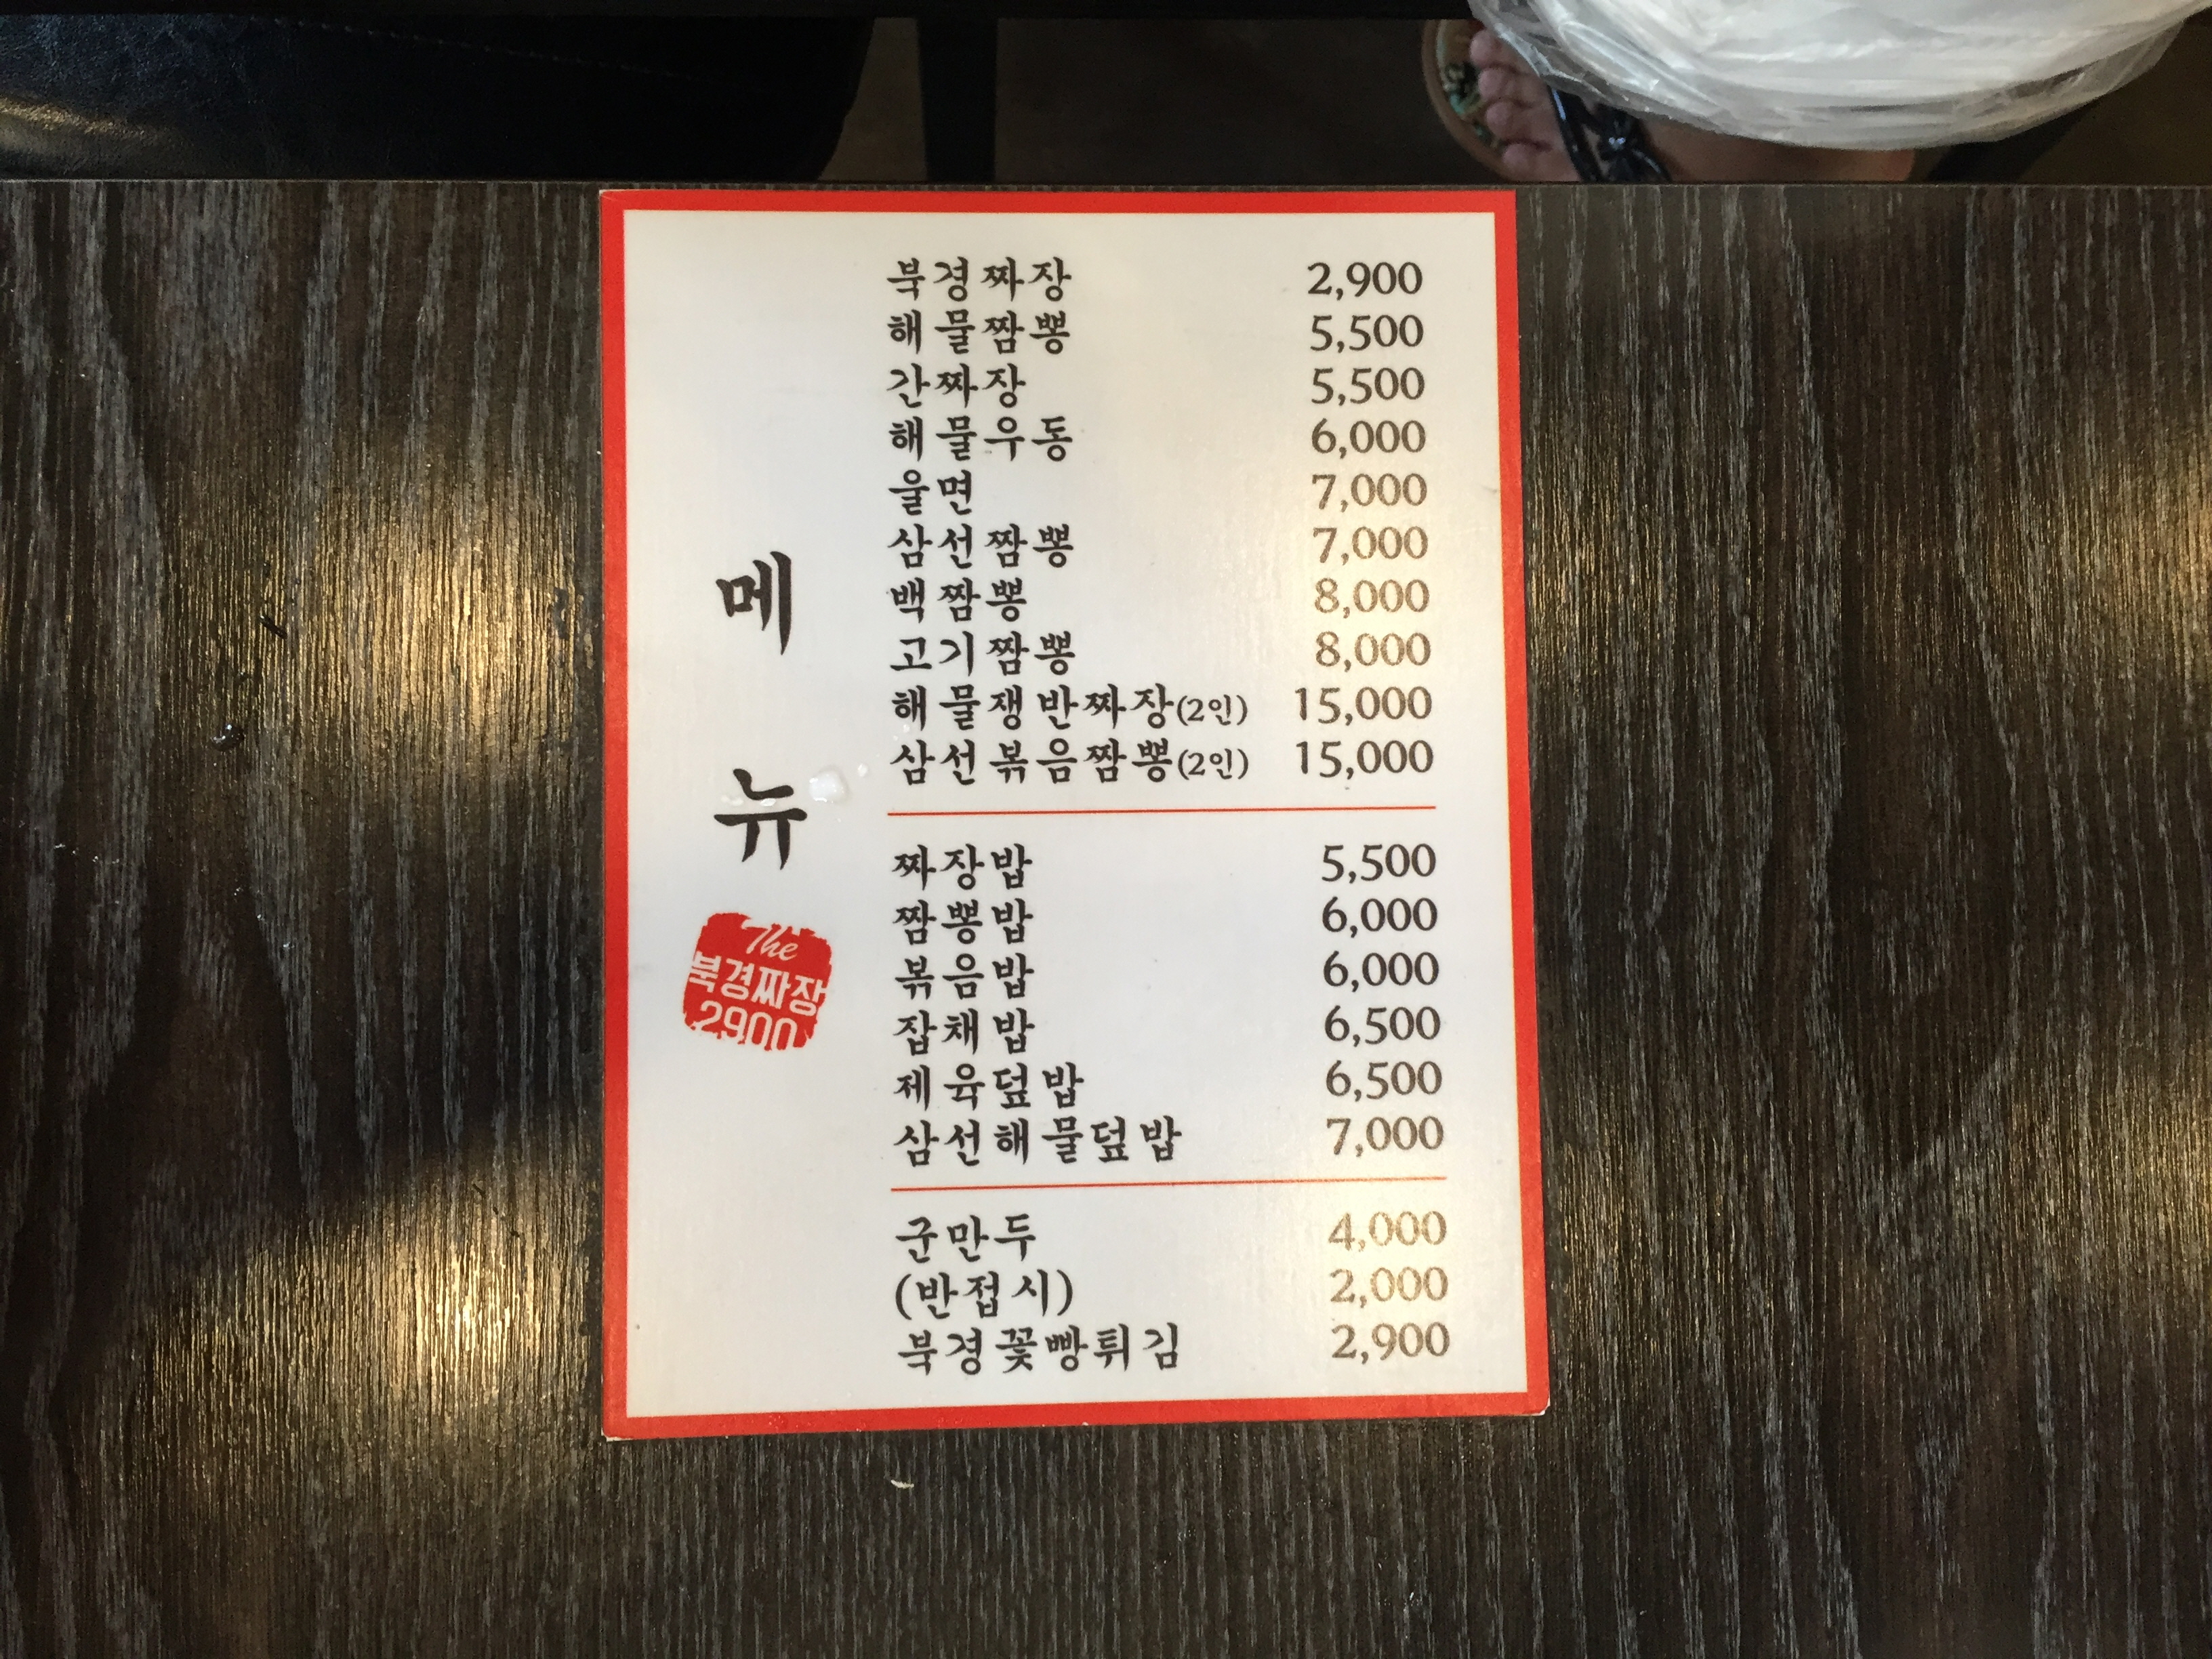 메뉴
The
북경짜장
2900
북경짜장 2,900
해물짬뽕 5,500
간짜장 5,500
해물우동 6,000
울면 7,000
삼선짬뽕 7,000
백짬뽕 8,000
고기짬뽕 8,000
해물쟁반짜장(2인) 15,000
삼선볶음짬뽕(2인) 15,000
짜장밥 5,500
짬뽕밥 6,000
볶음밥 6,000
잡채밥 6,500
제육덮밥 6,500
삼선해물덮밥 7,000
군만두 4,000
(반접시) 2,000
북경꽃빵튀김 2,900